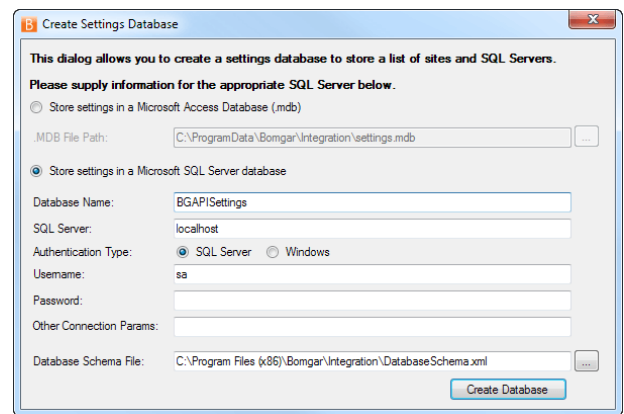 B Create Settings Database
This dialog allows you to create a settings database to store a list of sites and SQL Servers.
Please supply information for the appropriate SQL Server below.
Store settings in a Microsoft Access Database (.mdb)
.MDB File Path: C:\ProgramData\Bomgar\Integration\settings.mdb ...
Store settings in a Microsoft SQL Server database
Database Name: BGAPISettings
SQL Server: localhost
Authentication Type: SQL Server Windows
Username: sa
Password:
Other Connection Params:
Database Schema File: C:\Program Files (x86)\Bomgar\Integration\DatabaseSchema.xml ...
Create Database